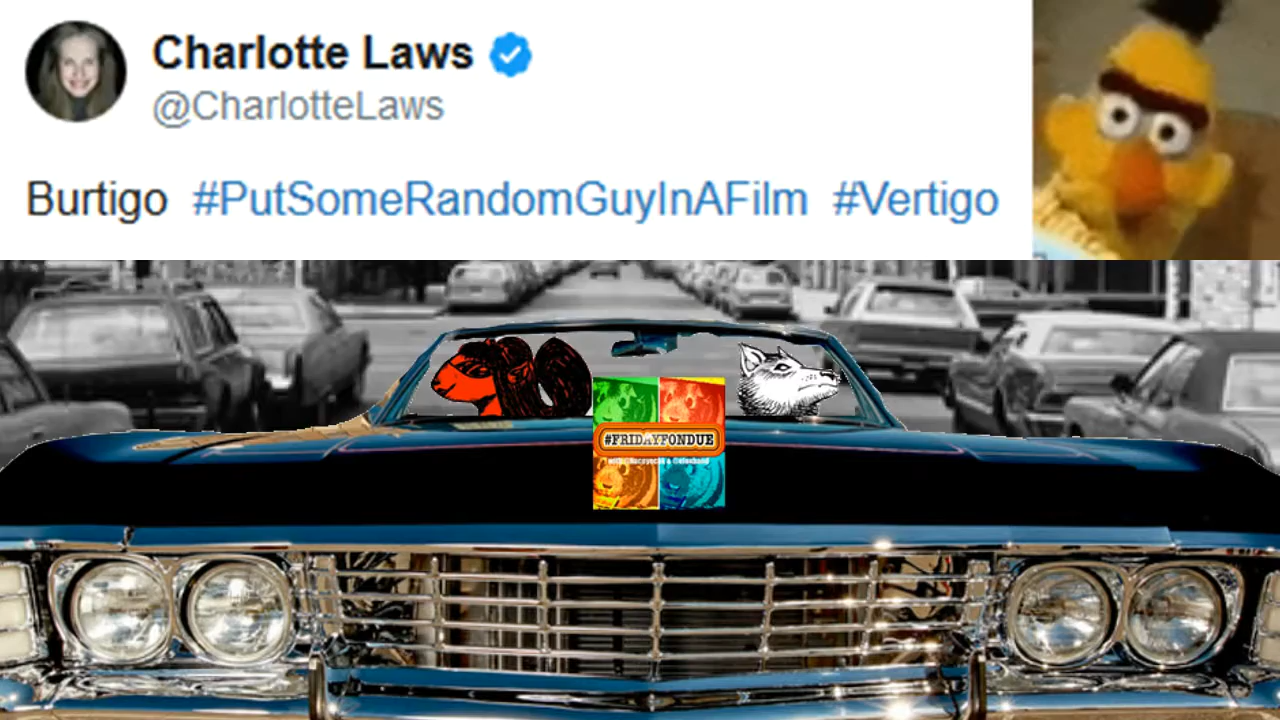 Charlotte Laws
@CharlotteLaws
Burtigo #PutSomeRandomGuyInAFilm #Vertigo
#FRIDAYFONDUE